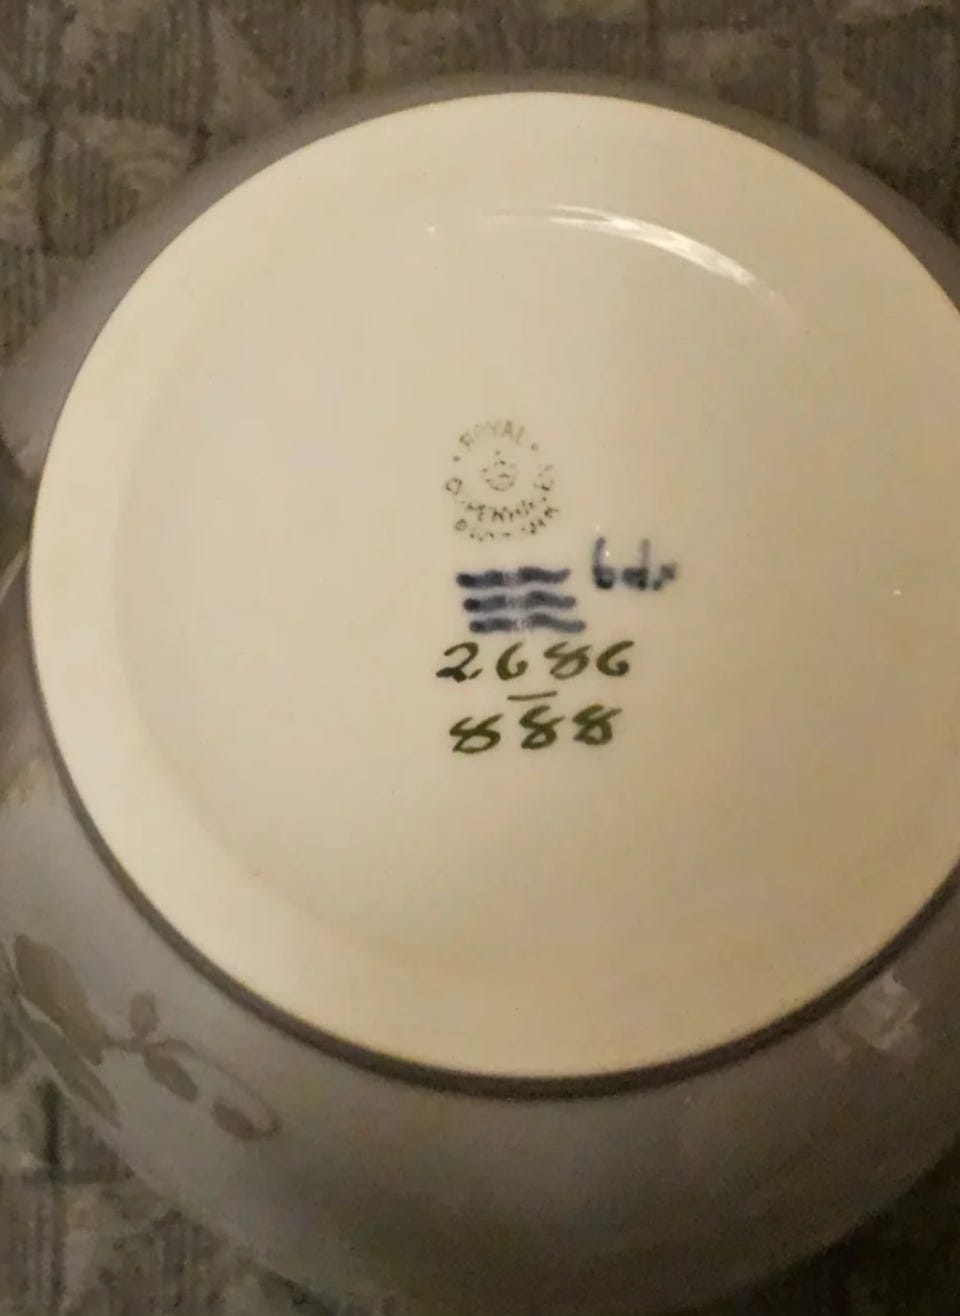 ROYAL
COPENHAGEN
DENMARK
2686
888